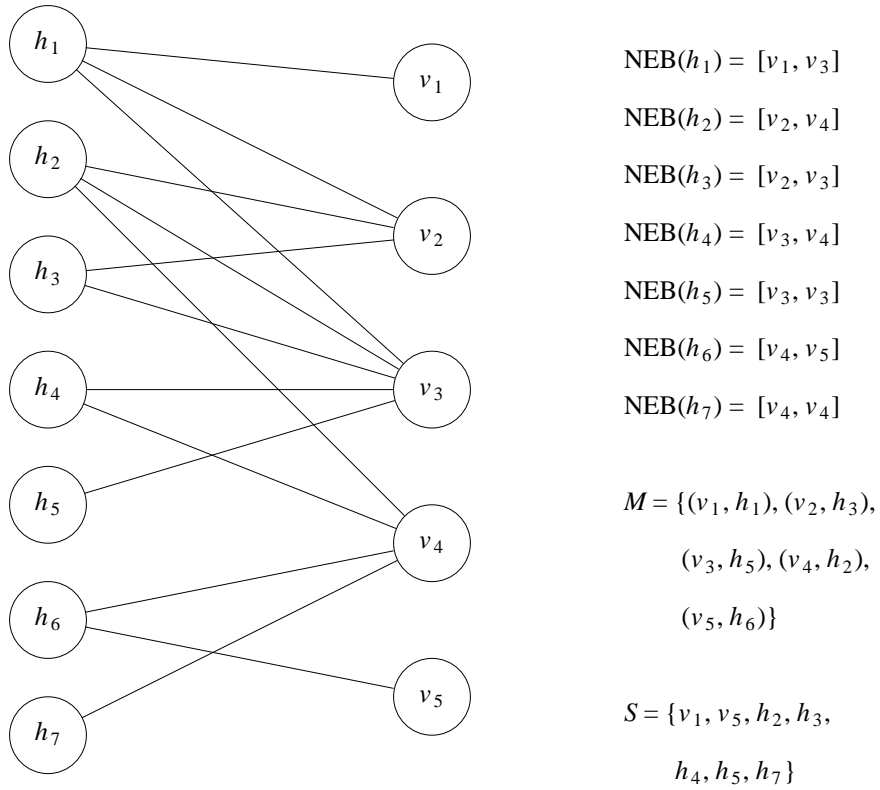 h₁
h₂
h₃
h₄
h₅
h₆
h₇
v₁
v₂
v₃
v₄
v₅
NEB(h₁) = [v₁, v₃]
NEB(h₂) = [v₂, v₄]
NEB(h₃) = [v₂, v₃]
NEB(h₄) = [v₃, v₄]
NEB(h₅) = [v₃, v₃]
NEB(h₆) = [v₄, v₅]
NEB(h₇) = [v₄, v₄]
M = {(v₁, h₁), (v₂, h₃),
(v₃, h₅), (v₄, h₂),
(v₅, h₆)}
S = {v₁, v₅, h₂, h₃,
h₄, h₅, h₇}